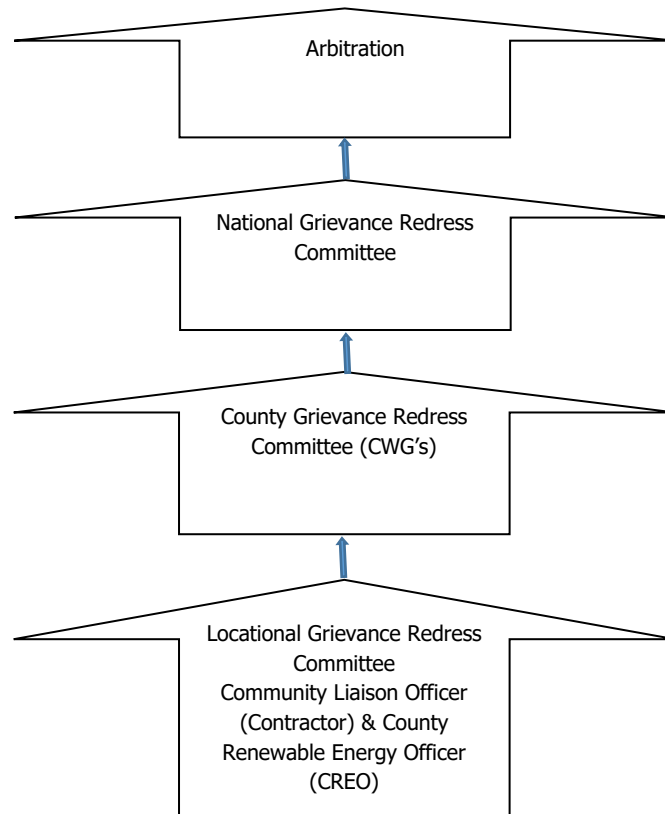 Arbitration
National Grievance Redress
Committee
County Grievance Redress
Committee (CWG’s)
Locational Grievance Redress
Committee
Community Liaison Officer
(Contractor) & County
Renewable Energy Officer
(CREO)